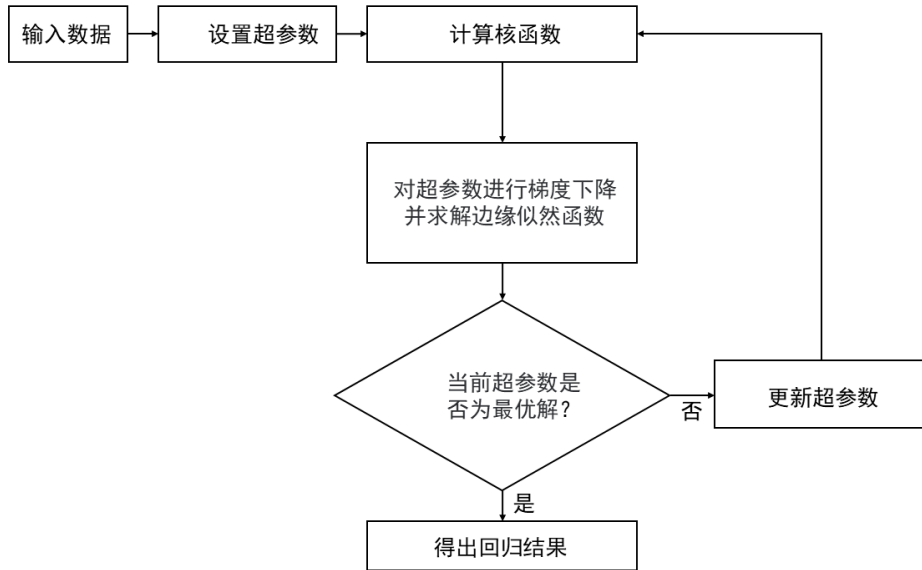 输入数据
设置超参数
计算核函数
对超参数进行梯度下降
并求解边缘似然函数
当前超参数是
否为最优解？
否
更新超参数
是
得出回归结果